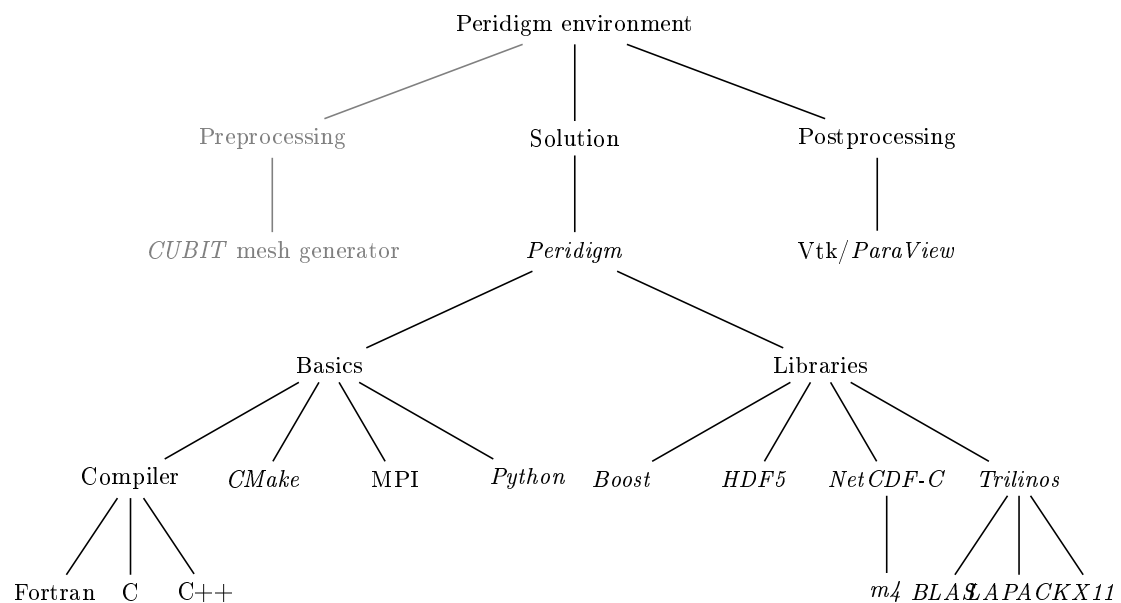 Peridigm environment
Preprocessing Solution Postprocessing
CUBIT mesh generator Peridigm Vtk/ParaView
Basics Libraries
Compiler CMake MPI Python Boost HDF5 NetCDF-C Trilinos
Fortran C C++ m4 BLAS LAPACK X11